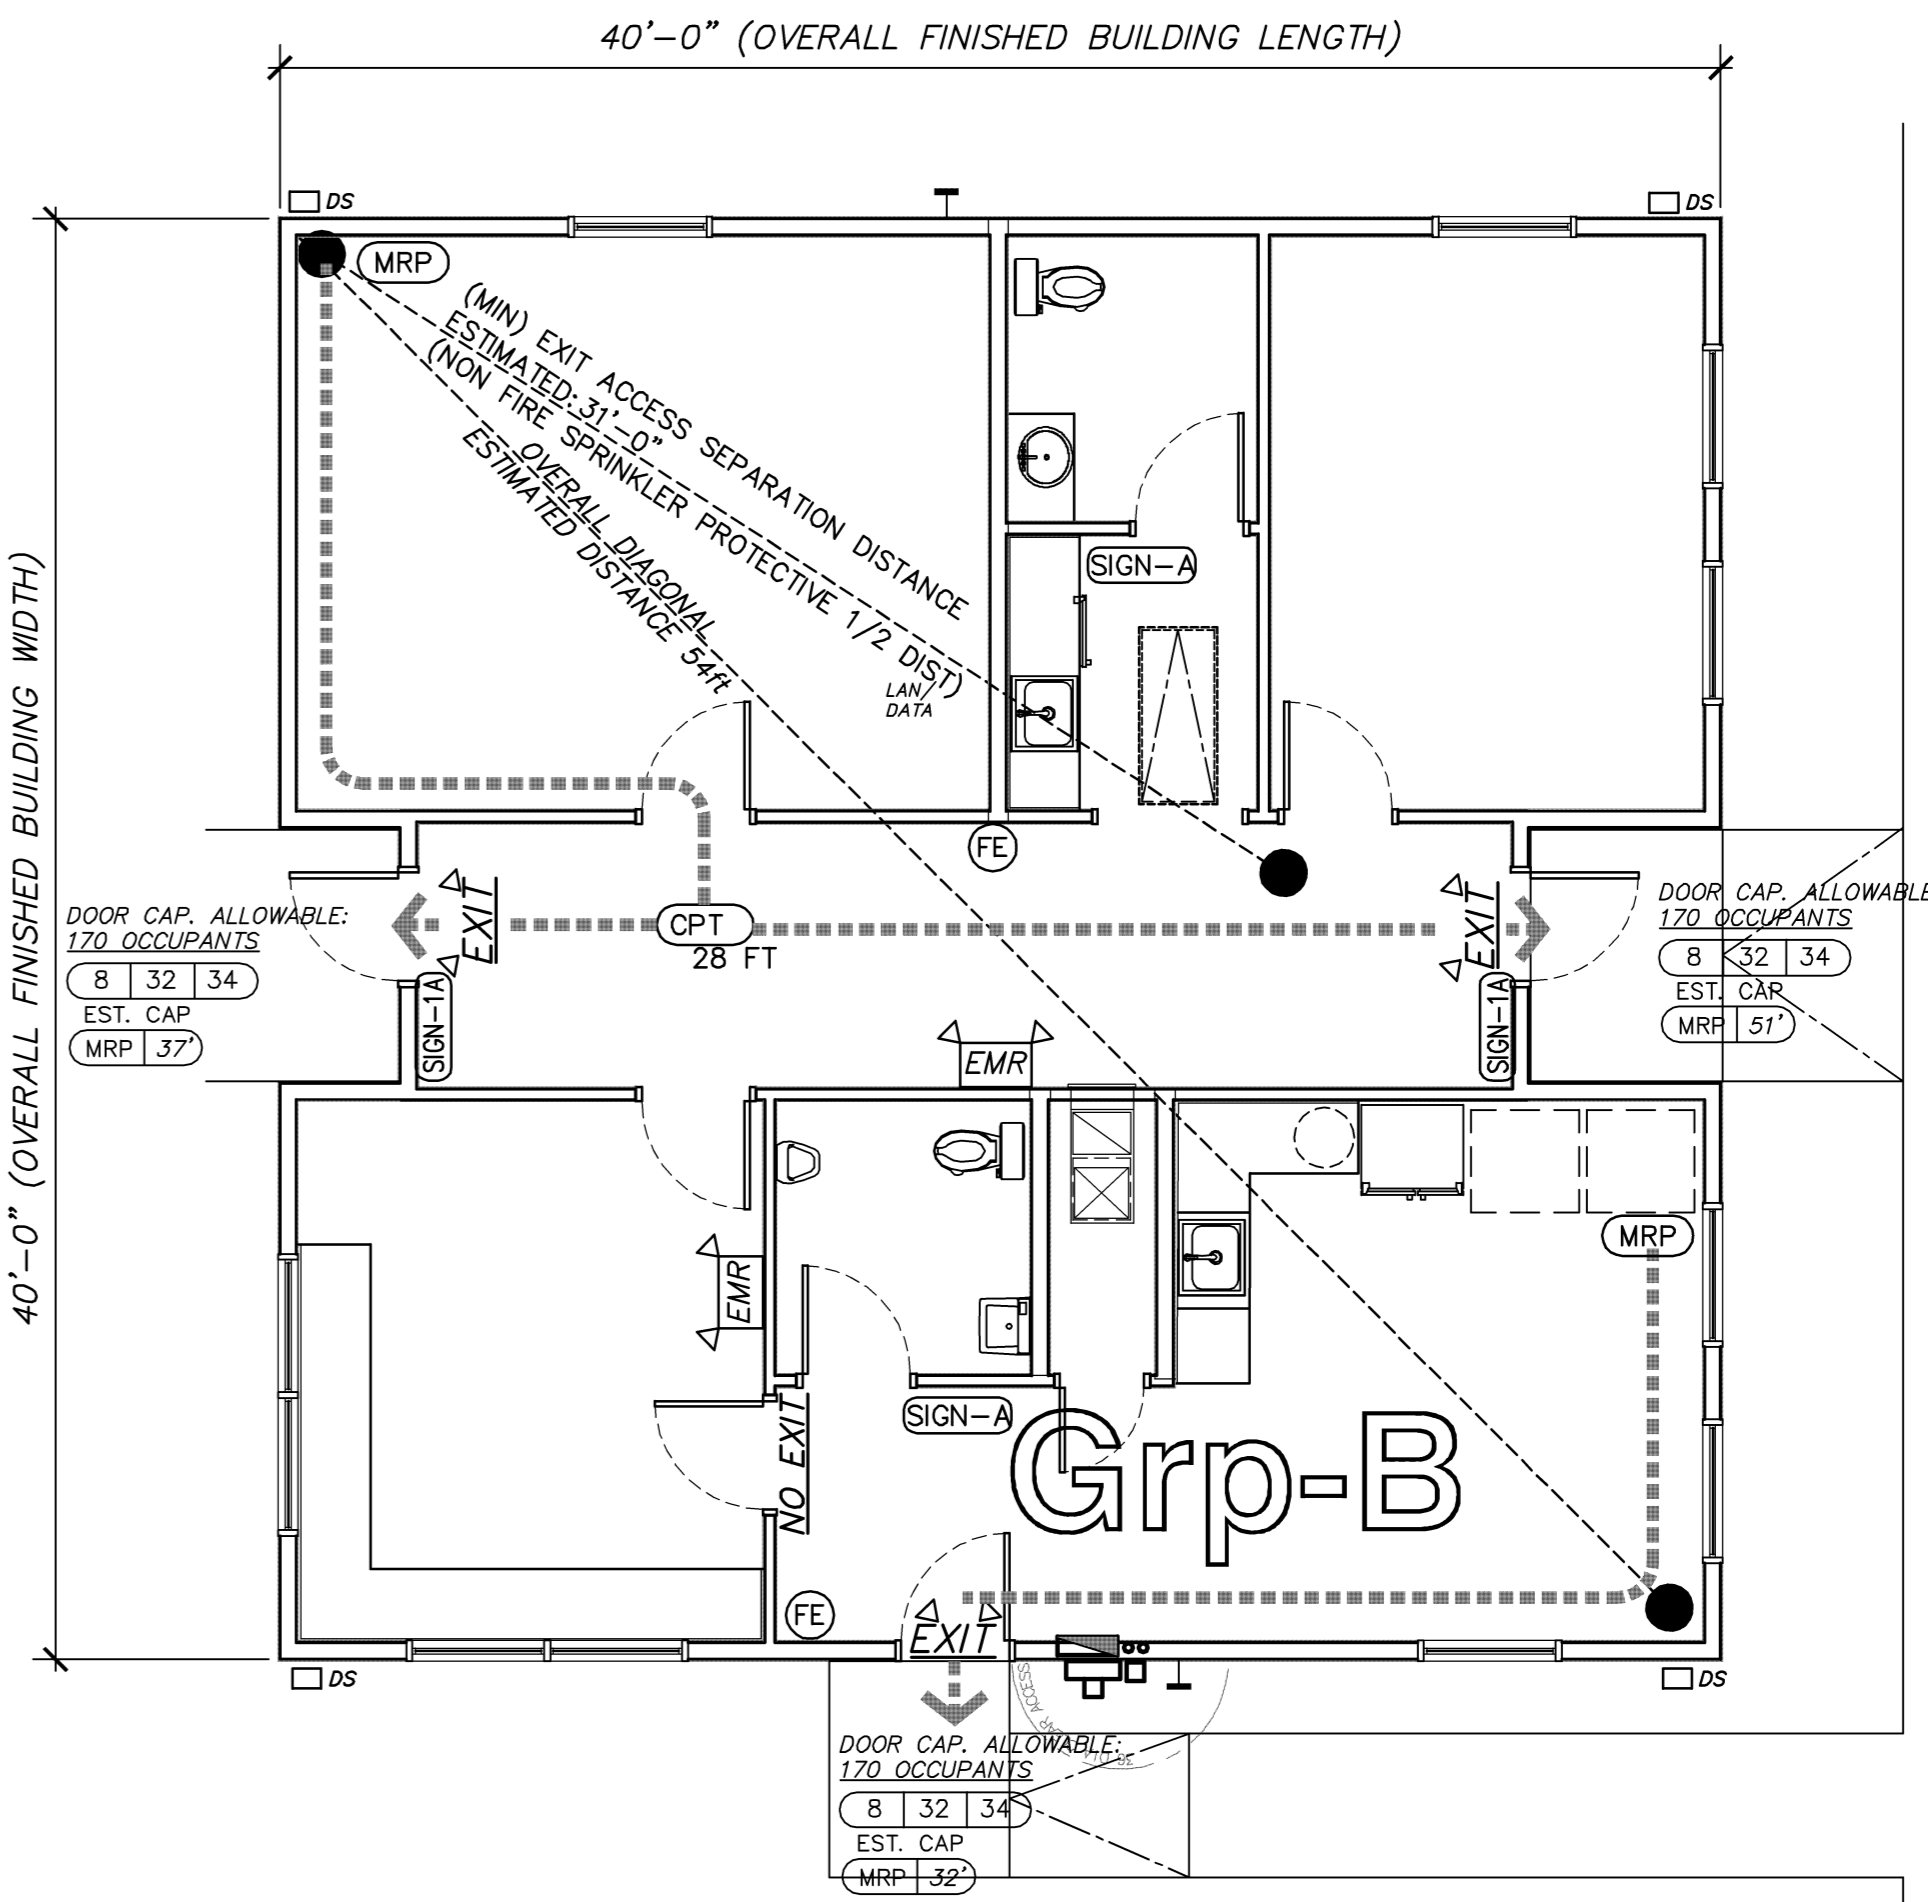 40'-0" (OVERALL FINISHED BUILDING LENGTH)
DS
DS
MRP
(MIN) EXIT ACCESS SEPARATION DISTANCE
ESTIMATED: 31'-0"
(NON FIRE SPRINKLER PROTECTIVE 1/2 DIST)
OVERALL DIAGONAL
ESTIMATED DISTANCE 54ft
LAN/
DATA
SIGN-A
40'-0" (OVERALL FINISHED BUILDING WIDTH)
FE
DOOR CAP. ALLOWABLE:
170 OCCUPANTS
8 32 34
EST. CAP
MRP 37'
EXIT
SIGN-1A
CPT
28 FT
EMR
EXIT
SIGN-1A
DOOR CAP. ALLOWABLE
170 OCCUPANTS
8 32 34
EST. CAP
MRP 51'
EMR
MRP
NO EXIT
SIGN-A
Grp-B
FE
EXIT
DS
DS
36 DIA CLEAR ACCESS
DOOR CAP. ALLOWABLE:
170 OCCUPANTS
8 32 34
EST. CAP
MRP 32'